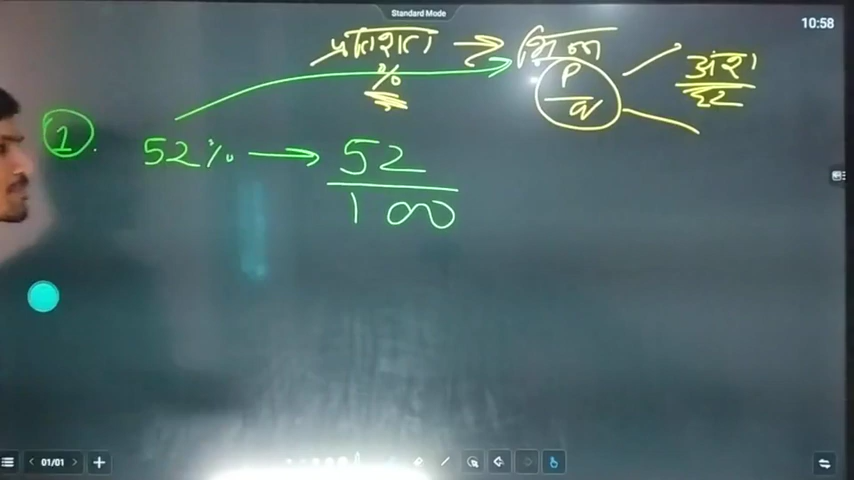 Standard Mode
10:58
प्रतिशत → भिन्न
%
P/q
अंश/हर
1. 52% → 52/100
01/01